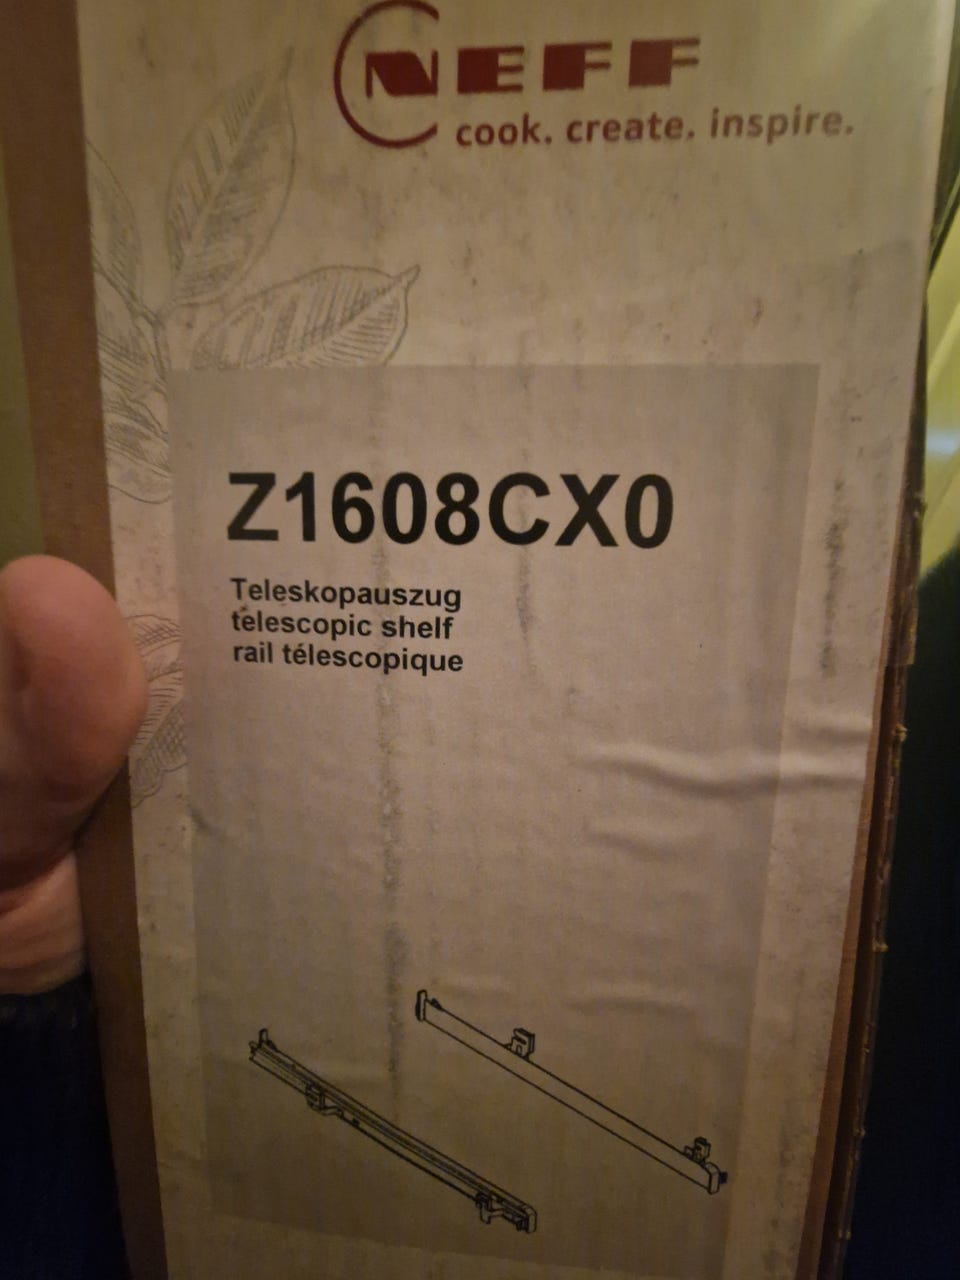 NEFF
cook. create. inspire.
Z1608CX0
Teleskopauszug
telescopic shelf
rail télescopique